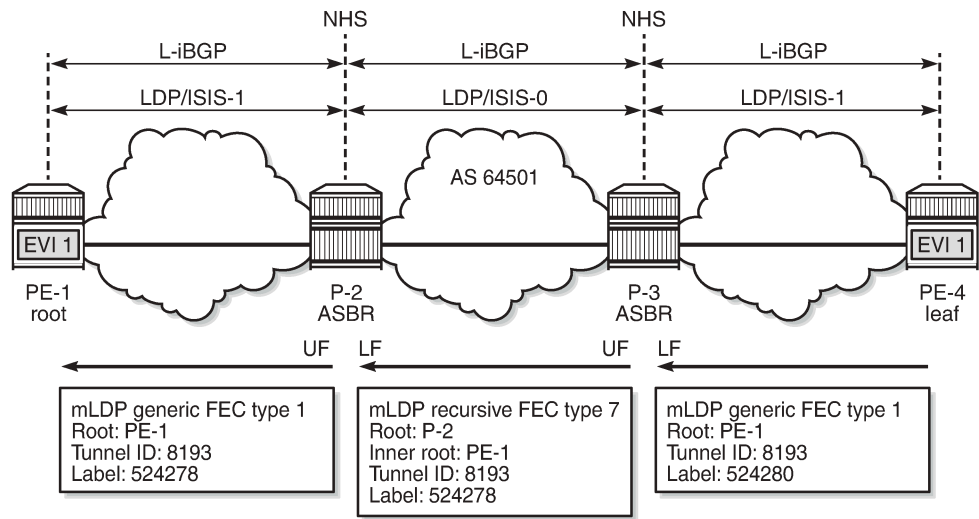 NHS
NHS
L-iBGP
L-iBGP
L-iBGP
LDP/ISIS-1
LDP/ISIS-0
LDP/ISIS-1
AS 64501
EVI 1
EVI 1
PE-1
root
P-2
ASBR
P-3
ASBR
PE-4
leaf
UF
LF
UF
LF
mLDP generic FEC type 1
Root: PE-1
Tunnel ID: 8193
Label: 524278
mLDP recursive FEC type 7
Root: P-2
Inner root: PE-1
Tunnel ID: 8193
Label: 524278
mLDP generic FEC type 1
Root: PE-1
Tunnel ID: 8193
Label: 524280